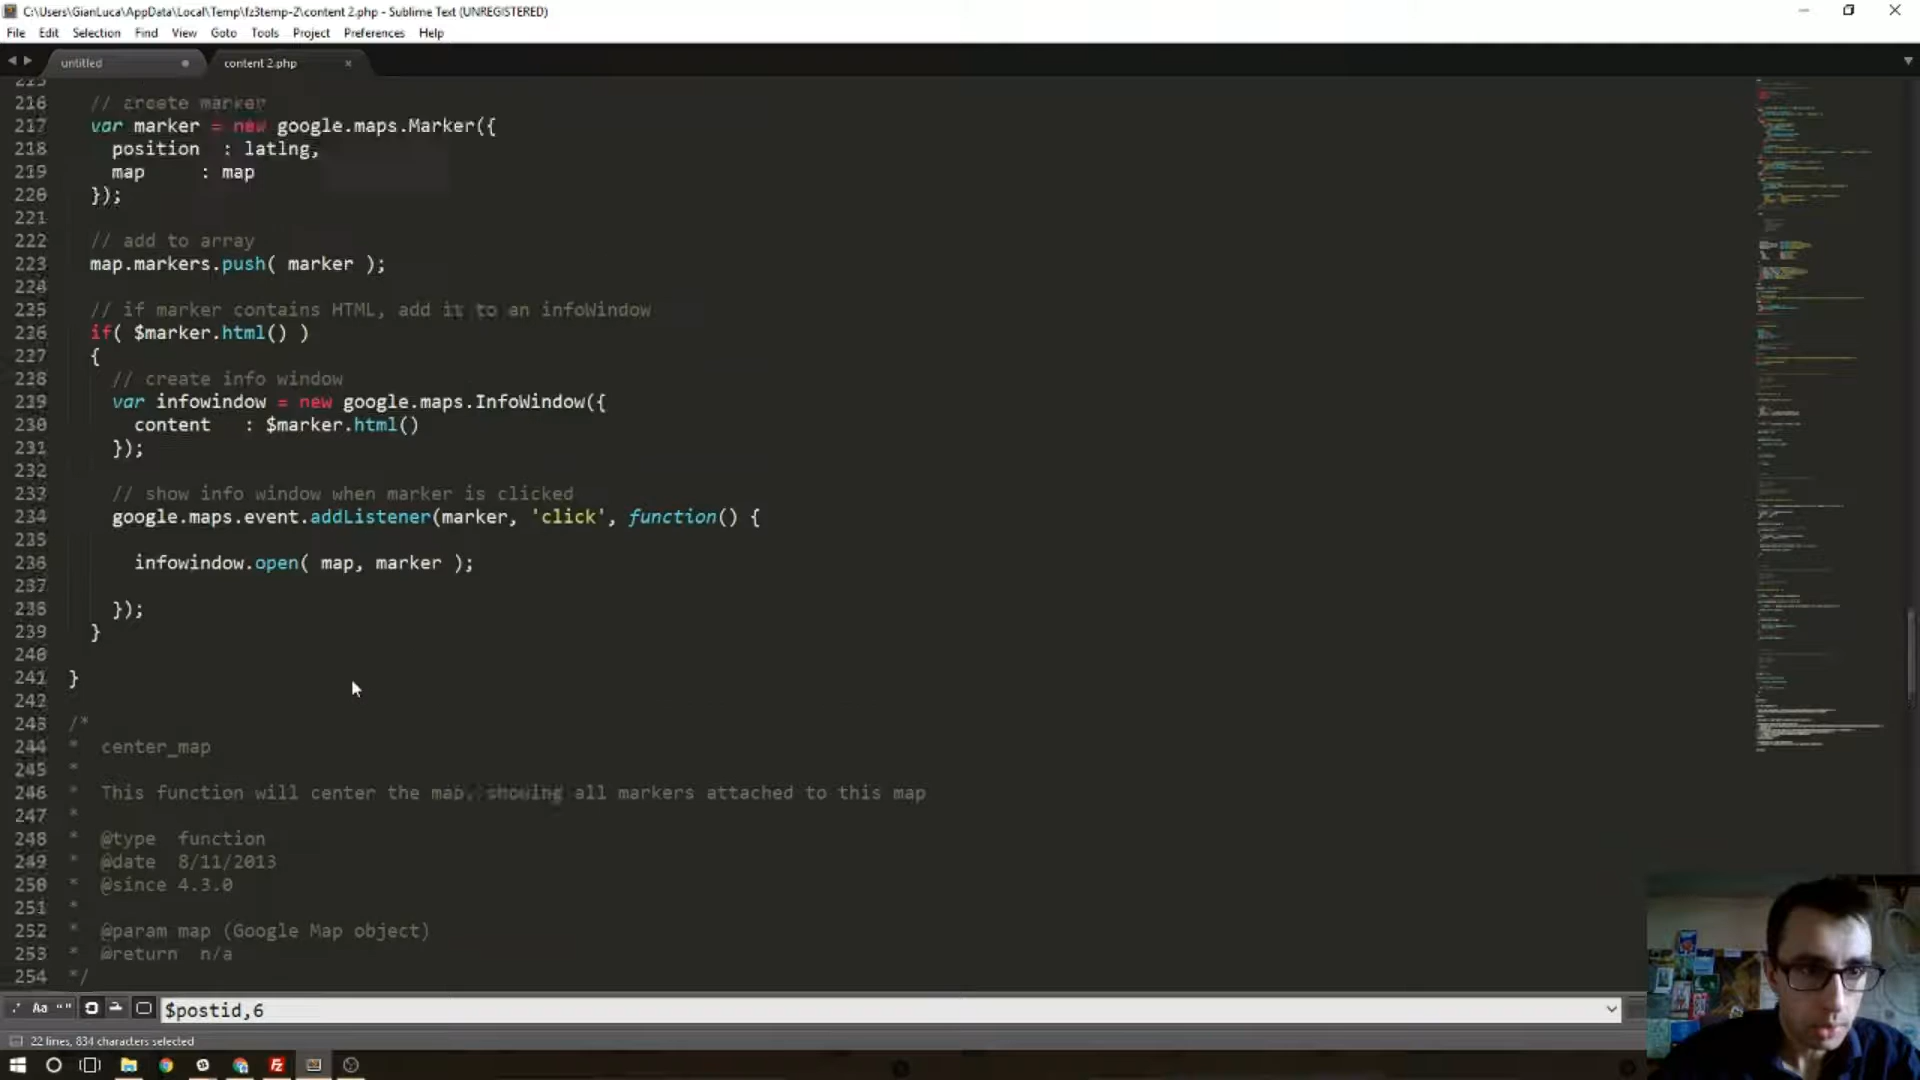 C:\Users\GianLuca\AppData\Local\Temp\fz3temp-2\content 2.php - Sublime Text (UNREGISTERED)
File Edit Selection Find View Goto Tools Project Preferences Help
untitled
content 2.php
215
216 // create marker
217 var marker = new google.maps.Marker({
218 position : latlng,
219 map : map
220 });
221
222 // add to array
223 map.markers.push( marker );
224
225 // if marker contains HTML, add it to an infoWindow
226 if( $marker.html() )
227 {
228 // create info window
229 var infowindow = new google.maps.InfoWindow({
230 content : $marker.html()
231 });
232
233 // show info window when marker is clicked
234 google.maps.event.addListener(marker, 'click', function() {
235
236 infowindow.open( map, marker );
237
238 });
239 }
240
241 }
242
243 /*
244 * center_map
245 *
246 * This function will center the map, showing all markers attached to this map
247 *
248 * @type function
249 * @date 8/11/2013
250 * @since 4.3.0
251 *
252 * @param map (Google Map object)
253 * @return n/a
254 */
.* Aa "" $postid,6
22 lines, 834 characters selected